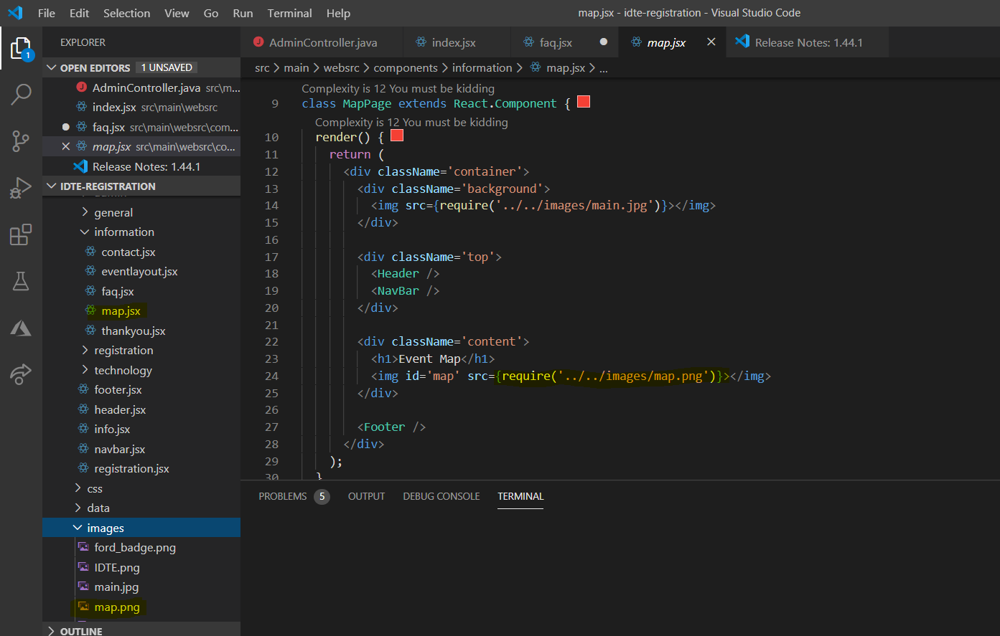 File Edit Selection View Go Run Terminal Help
map.jsx - idte-registration - Visual Studio Code
1
EXPLORER
OPEN EDITORS 1 UNSAVED
AdminController.java src\m...
index.jsx src\main\websrc
faq.jsx src\main\websrc\com...
map.jsx src\main\websrc\co...
Release Notes: 1.44.1
IDTE-REGISTRATION
general
information
contact.jsx
eventlayout.jsx
faq.jsx
map.jsx
thankyou.jsx
registration
technology
footer.jsx
header.jsx
info.jsx
navbar.jsx
registration.jsx
css
data
images
ford_badge.png
IDTE.png
main.jpg
map.png
OUTLINE
AdminController.java index.jsx faq.jsx map.jsx Release Notes: 1.44.1
src > main > websrc > components > information > map.jsx > ...
Complexity is 12 You must be kidding
9 class MapPage extends React.Component {
Complexity is 12 You must be kidding
10 render() {
11 return (
12 <div className='container'>
13 <div className='background'>
14 <img src={require('../../images/main.jpg')}></img>
15 </div>
16
17 <div className='top'>
18 <Header />
19 <NavBar />
20 </div>
21
22 <div className='content'>
23 <h1>Event Map</h1>
24 <img id='map' src={require('../../images/map.png')}></img>
25 </div>
26
27 <Footer />
28 </div>
29 );
30 }
PROBLEMS 5 OUTPUT DEBUG CONSOLE TERMINAL